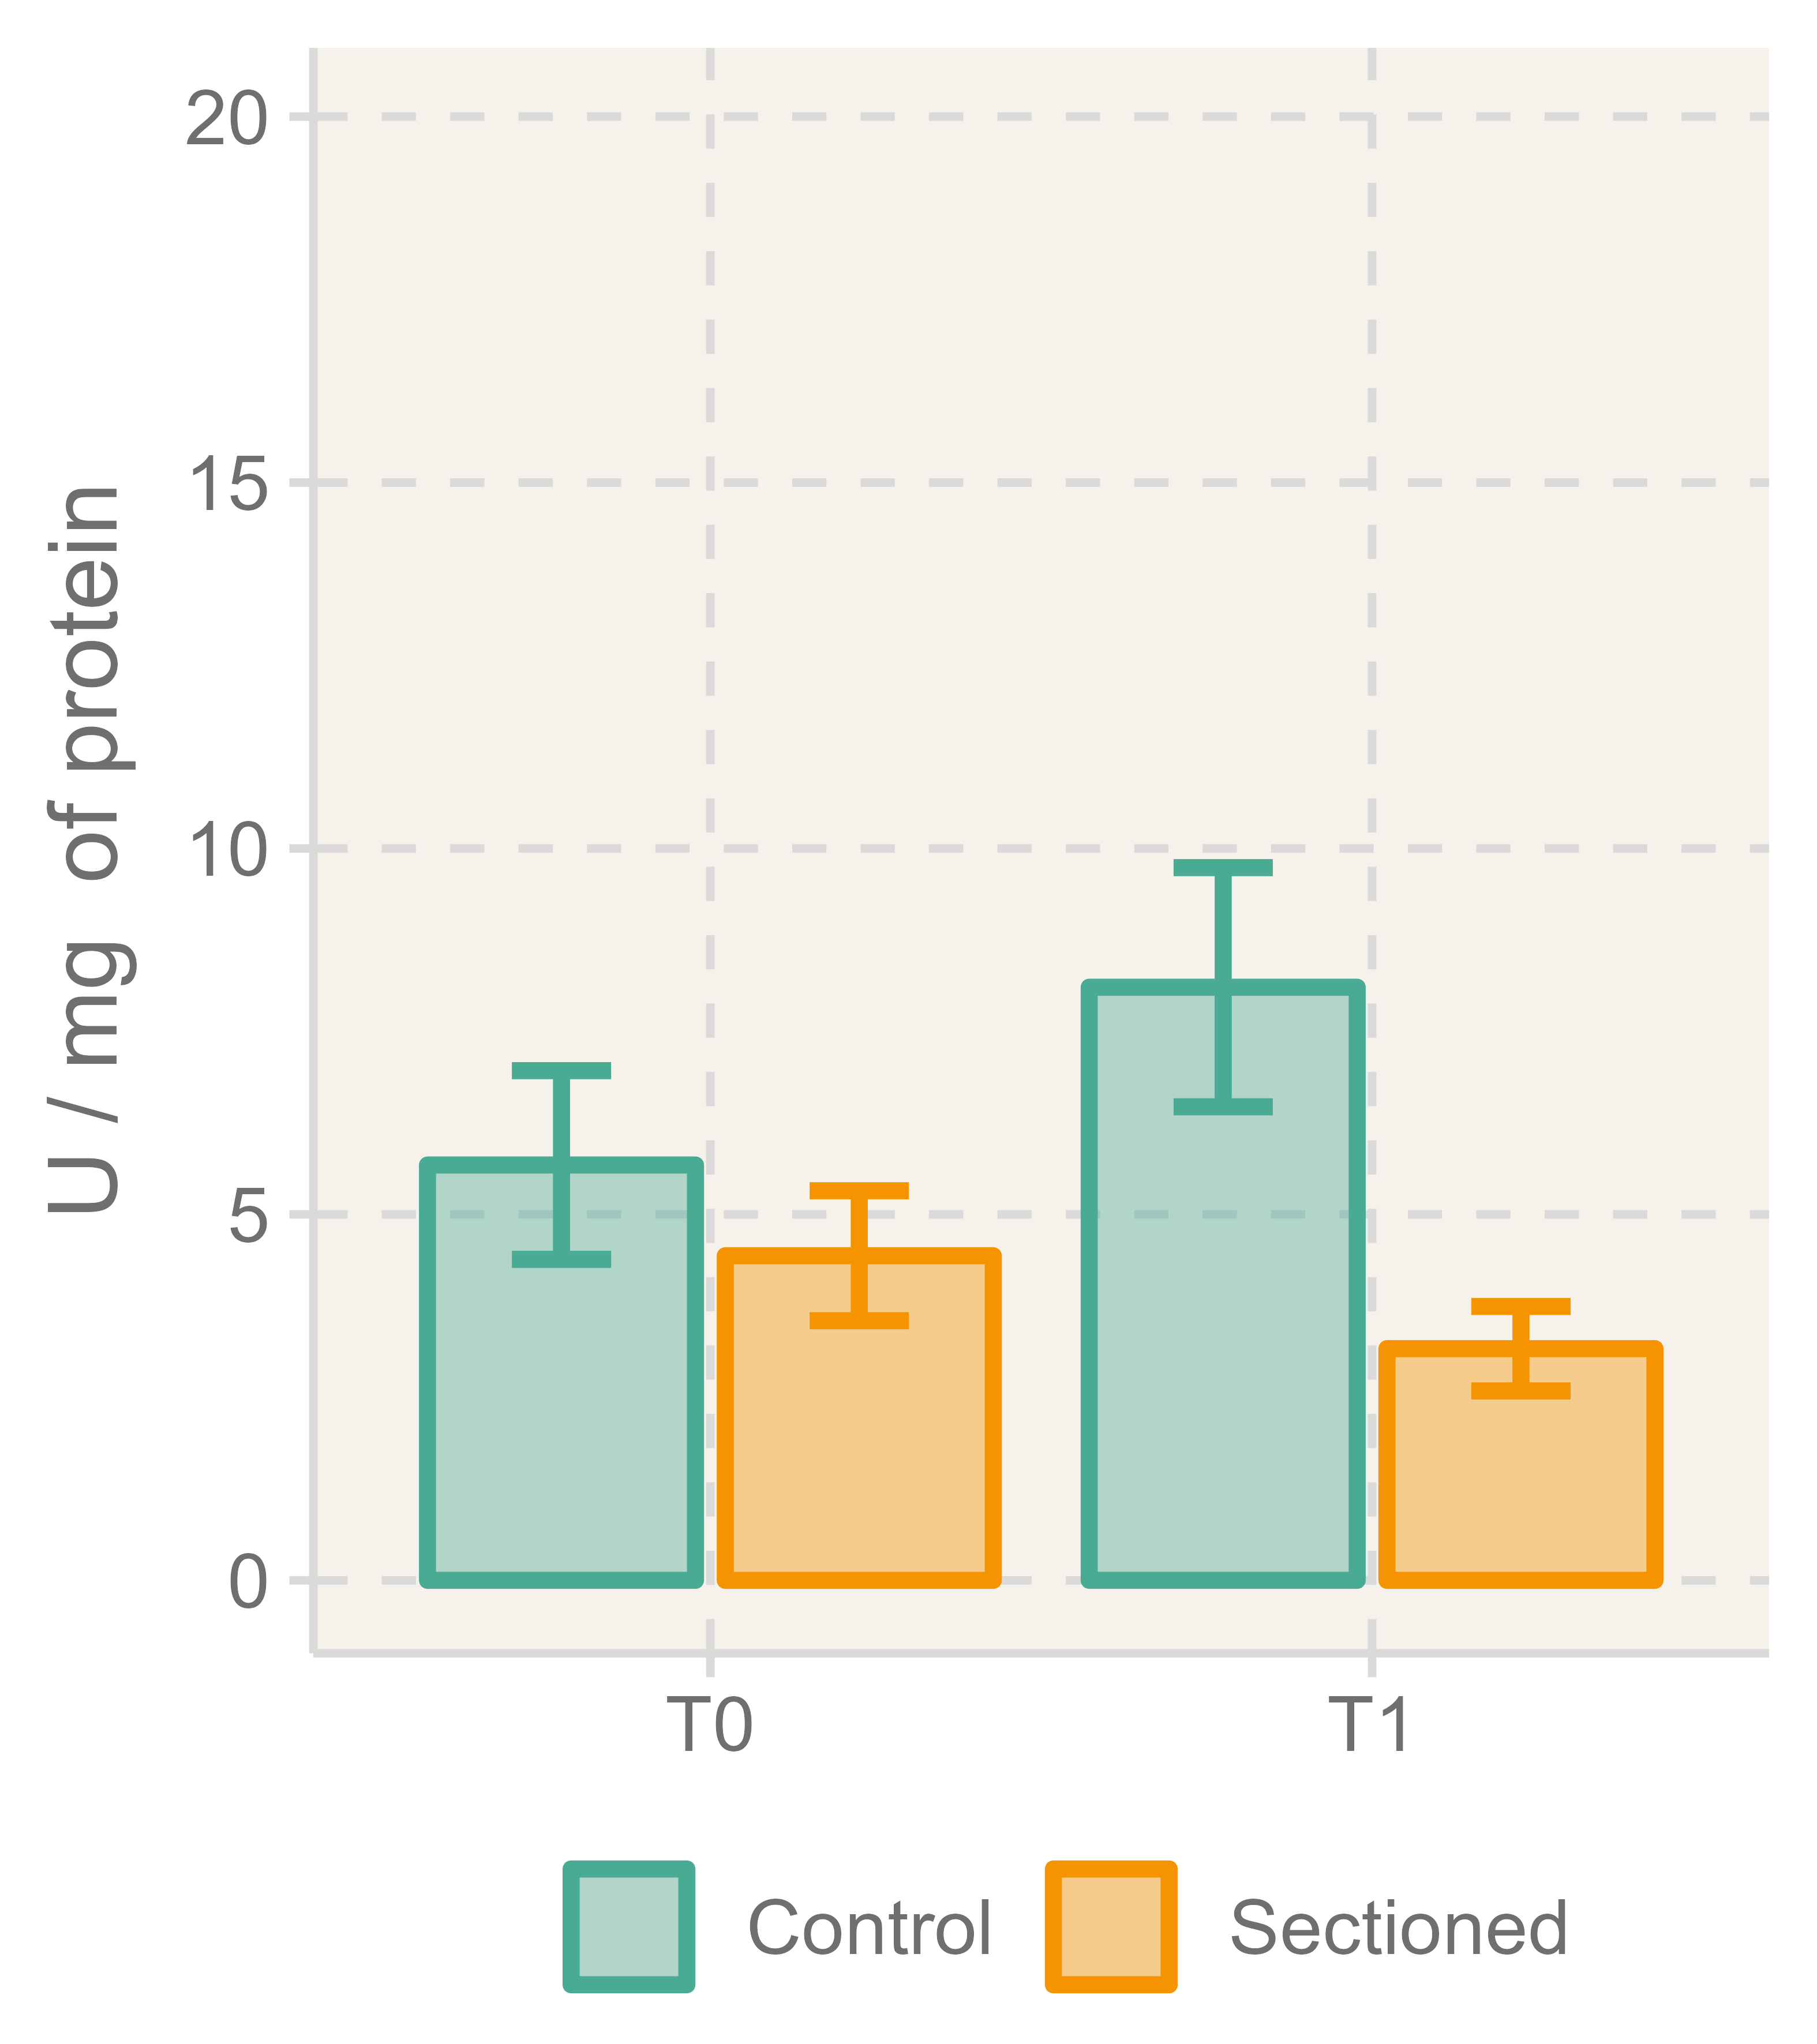 U / mg of protein
20
15
10
5
0
T0 T1
Control Sectioned